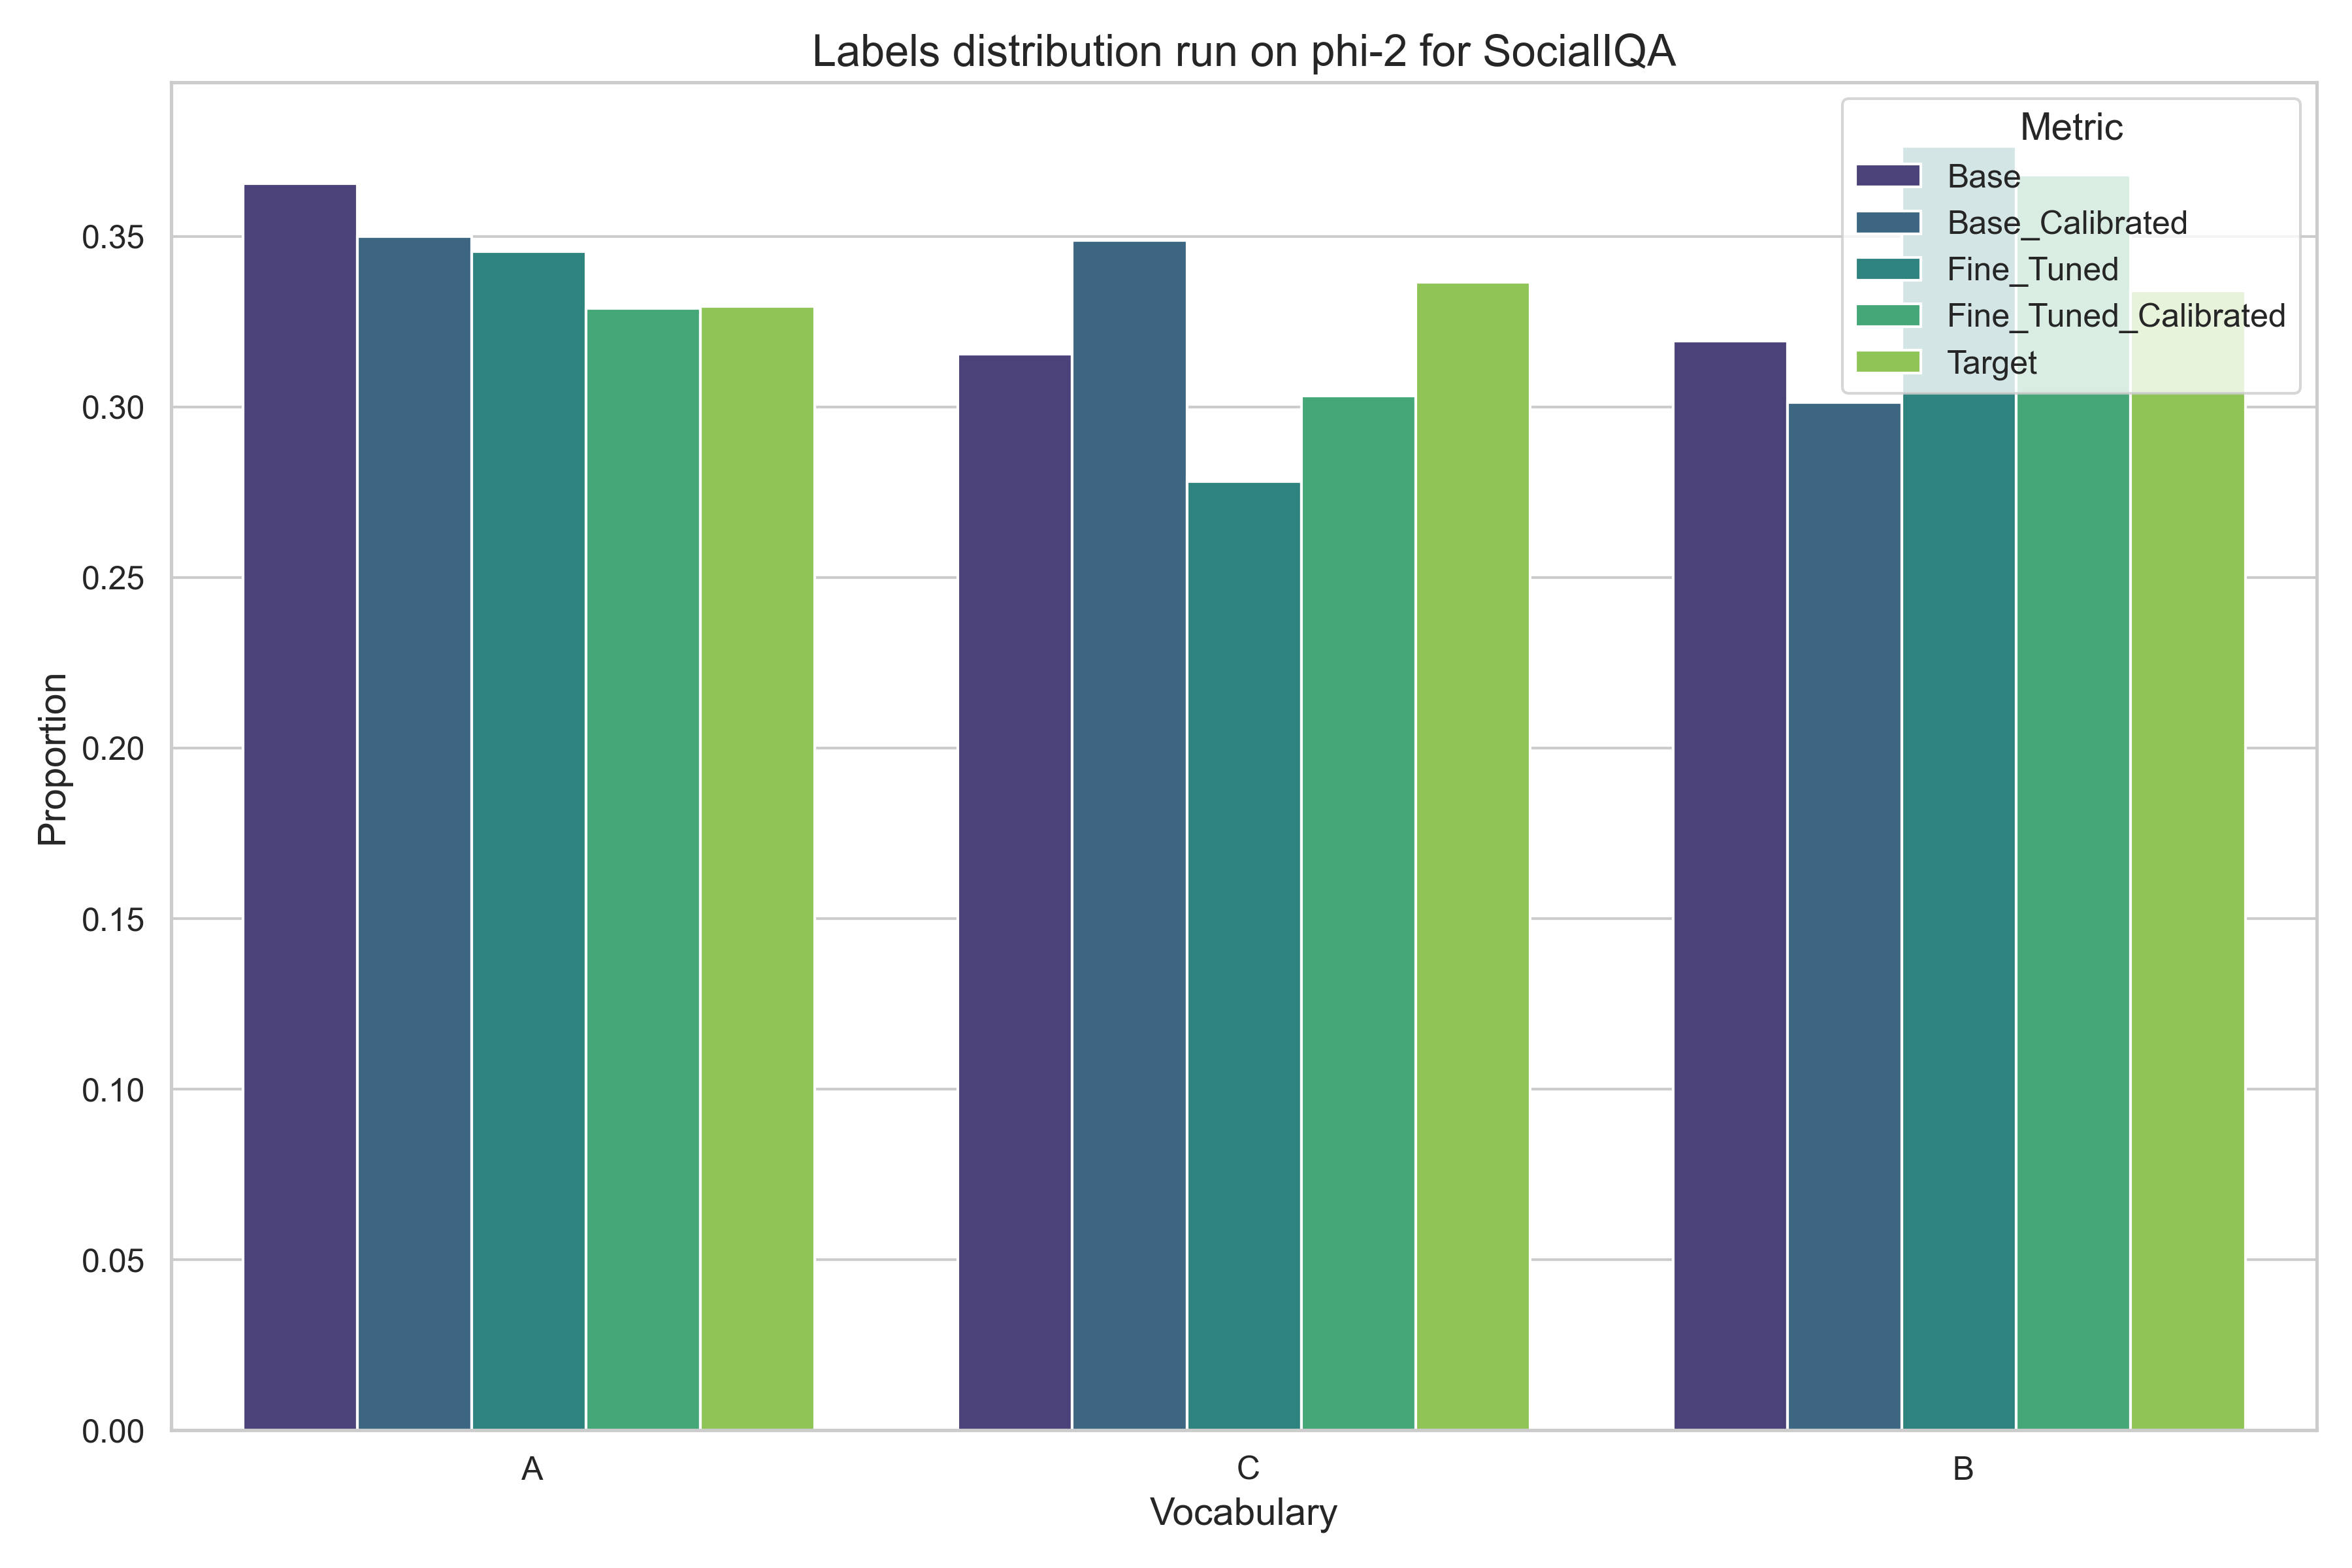 Labels distribution run on phi-2 for SocialIQA
Metric
Base
Base_Calibrated
Fine_Tuned
Fine_Tuned_Calibrated
Target
0.35
0.30
0.25
0.20
0.15
0.10
0.05
0.00
Proportion
A
C
B
Vocabulary